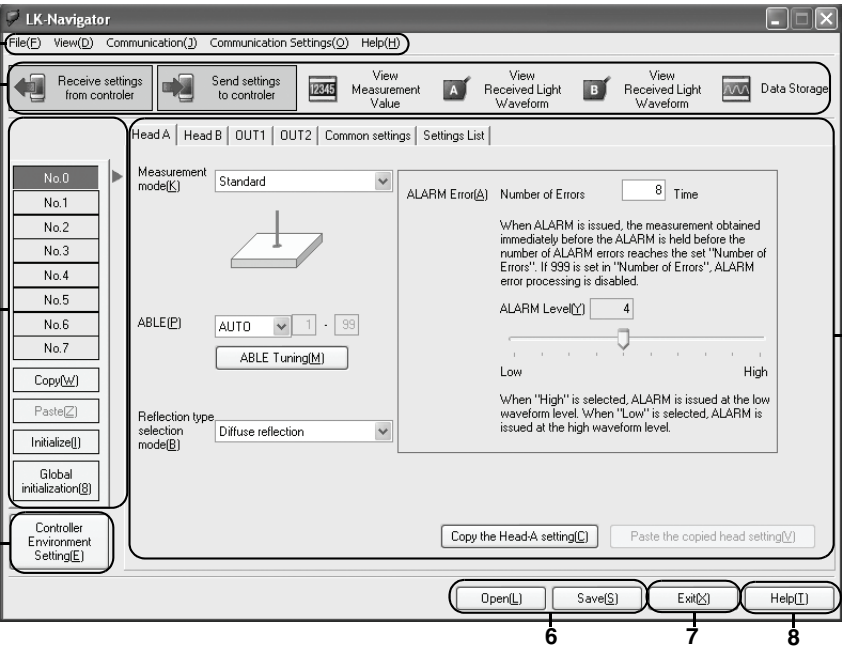 LK-Navigator
File(F) View(D) Communication(J) Communication Settings(O) Help(H)
Receive settings
from controler
Send settings
to controler
12345
View
Measurement
Value
A
View
Received Light
Waveform
B
View
Received Light
Waveform
Data Storage
Head A Head B OUT1 OUT2 Common settings Settings List
No.0
No.1
No.2
No.3
No.4
No.5
No.6
No.7
Copy(W)
Paste(Z)
Initialize(I)
Global
initialization(8)
Controller
Environment
Setting(E)
Measurement
mode(K)
Standard
ABLE(P)
AUTO 1 - 99
ABLE Tuning(M)
Reflection type
selection
mode(B)
Diffuse reflection
ALARM Error(A) Number of Errors 8 Time
When ALARM is issued, the measurement obtained
immediately before the ALARM is held before the
number of ALARM errors reaches the set "Number of
Errors". If 999 is set in "Number of Errors", ALARM
error processing is disabled.
ALARM Level(Y) 4
Low High
When "High" is selected, ALARM is issued at the low
waveform level. When "Low" is selected, ALARM is
issued at the high waveform level.
Copy the Head-A setting(C) Paste the copied head setting(V)
Open(L) Save(S) Exit(X) Help(T)
6 7 8